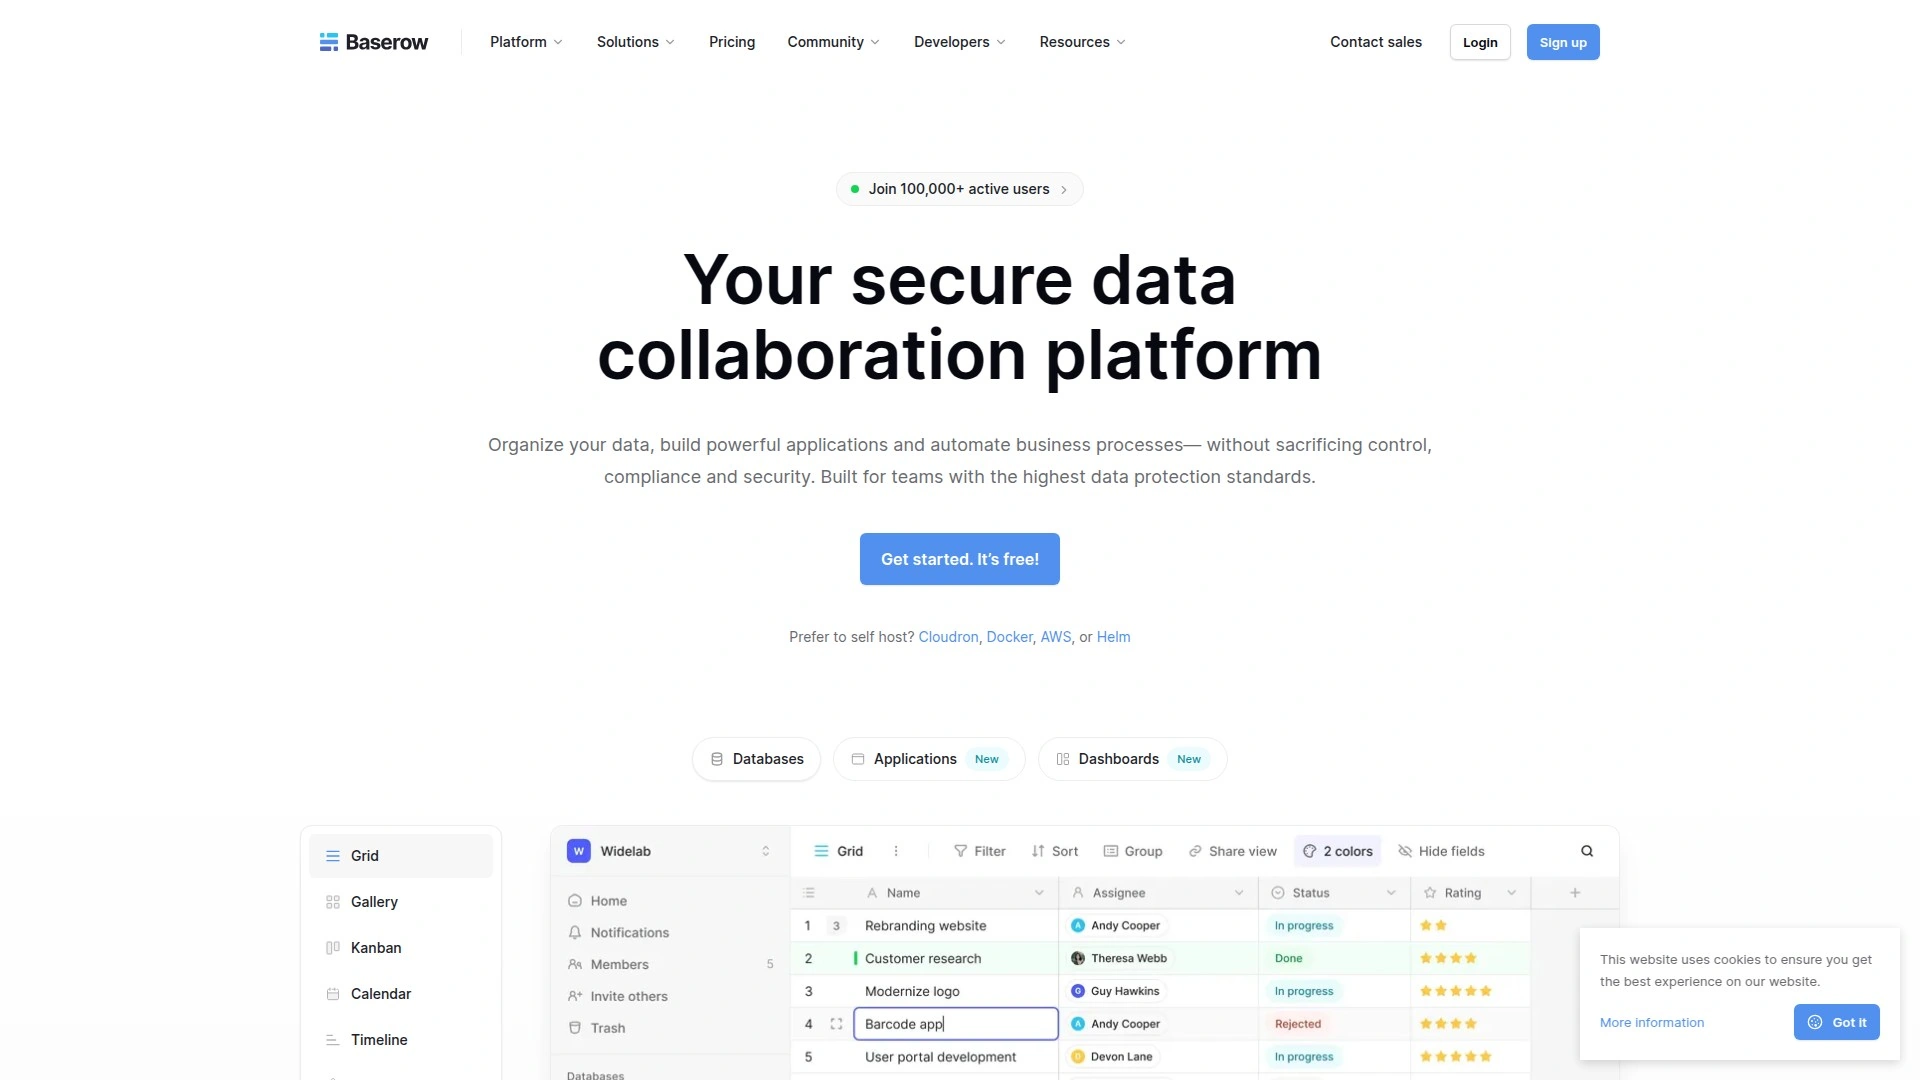 Baserow
Platform
Solutions
Pricing
Community
Developers
Resources
Contact sales
Login
Sign up
Join 100,000+ active users
Your secure data
collaboration platform
Organize your data, build powerful applications and automate business processes— without sacrificing control,
compliance and security. Built for teams with the highest data protection standards.
Get started. It’s free!
Prefer to self host? Cloudron, Docker, AWS, or Helm
Databases
Applications New
Dashboards New
Grid
Gallery
Kanban
Calendar
Timeline
W Widelab
Home
Notifications
Members 5
Invite others
Trash
Databases
Grid
Filter
Sort
Group
Share view
2 colors
Hide fields
Name Assignee Status Rating
1 3 Rebranding website A Andy Cooper In progress
2 Customer research Theresa Webb Done
3 Modernize logo G Guy Hawkins In progress
4 Barcode app A Andy Cooper Rejected
5 User portal development D Devon Lane In progress
This website uses cookies to ensure you get
the best experience on our website.
More information
Got it